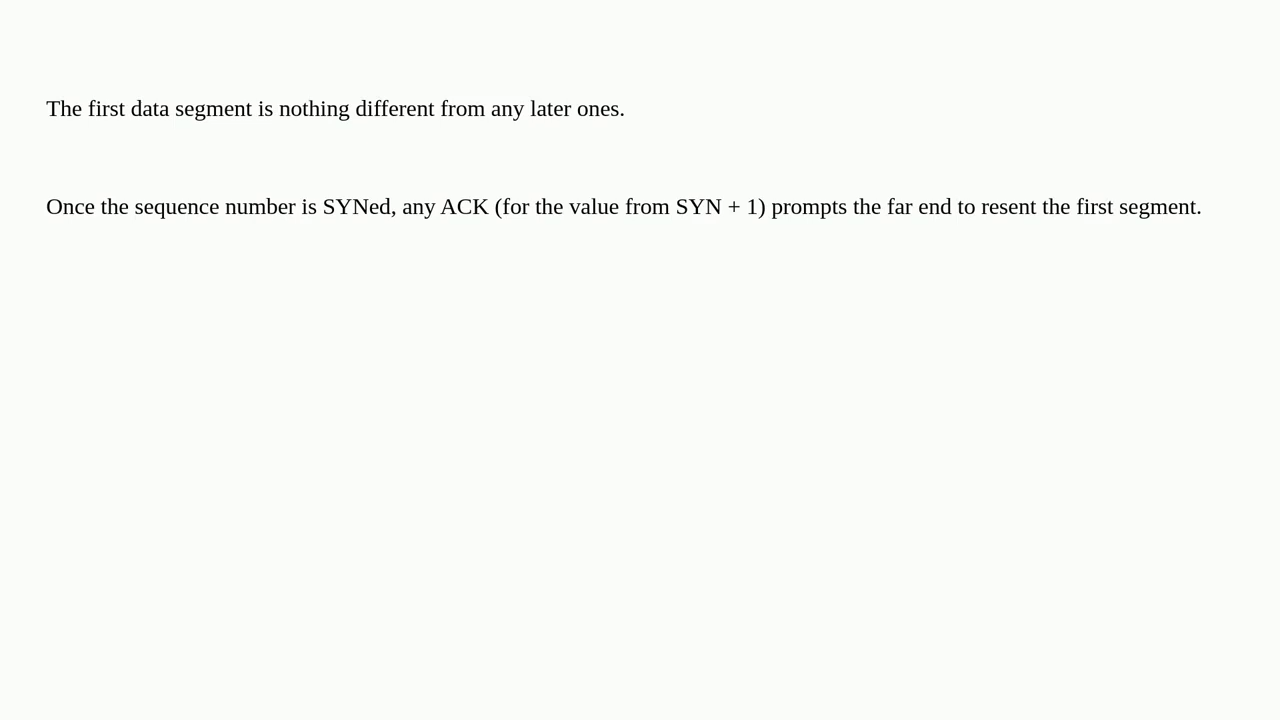 The first data segment is nothing different from any later ones.
Once the sequence number is SYNed, any ACK (for the value from SYN + 1) prompts the far end to resent the first segment.